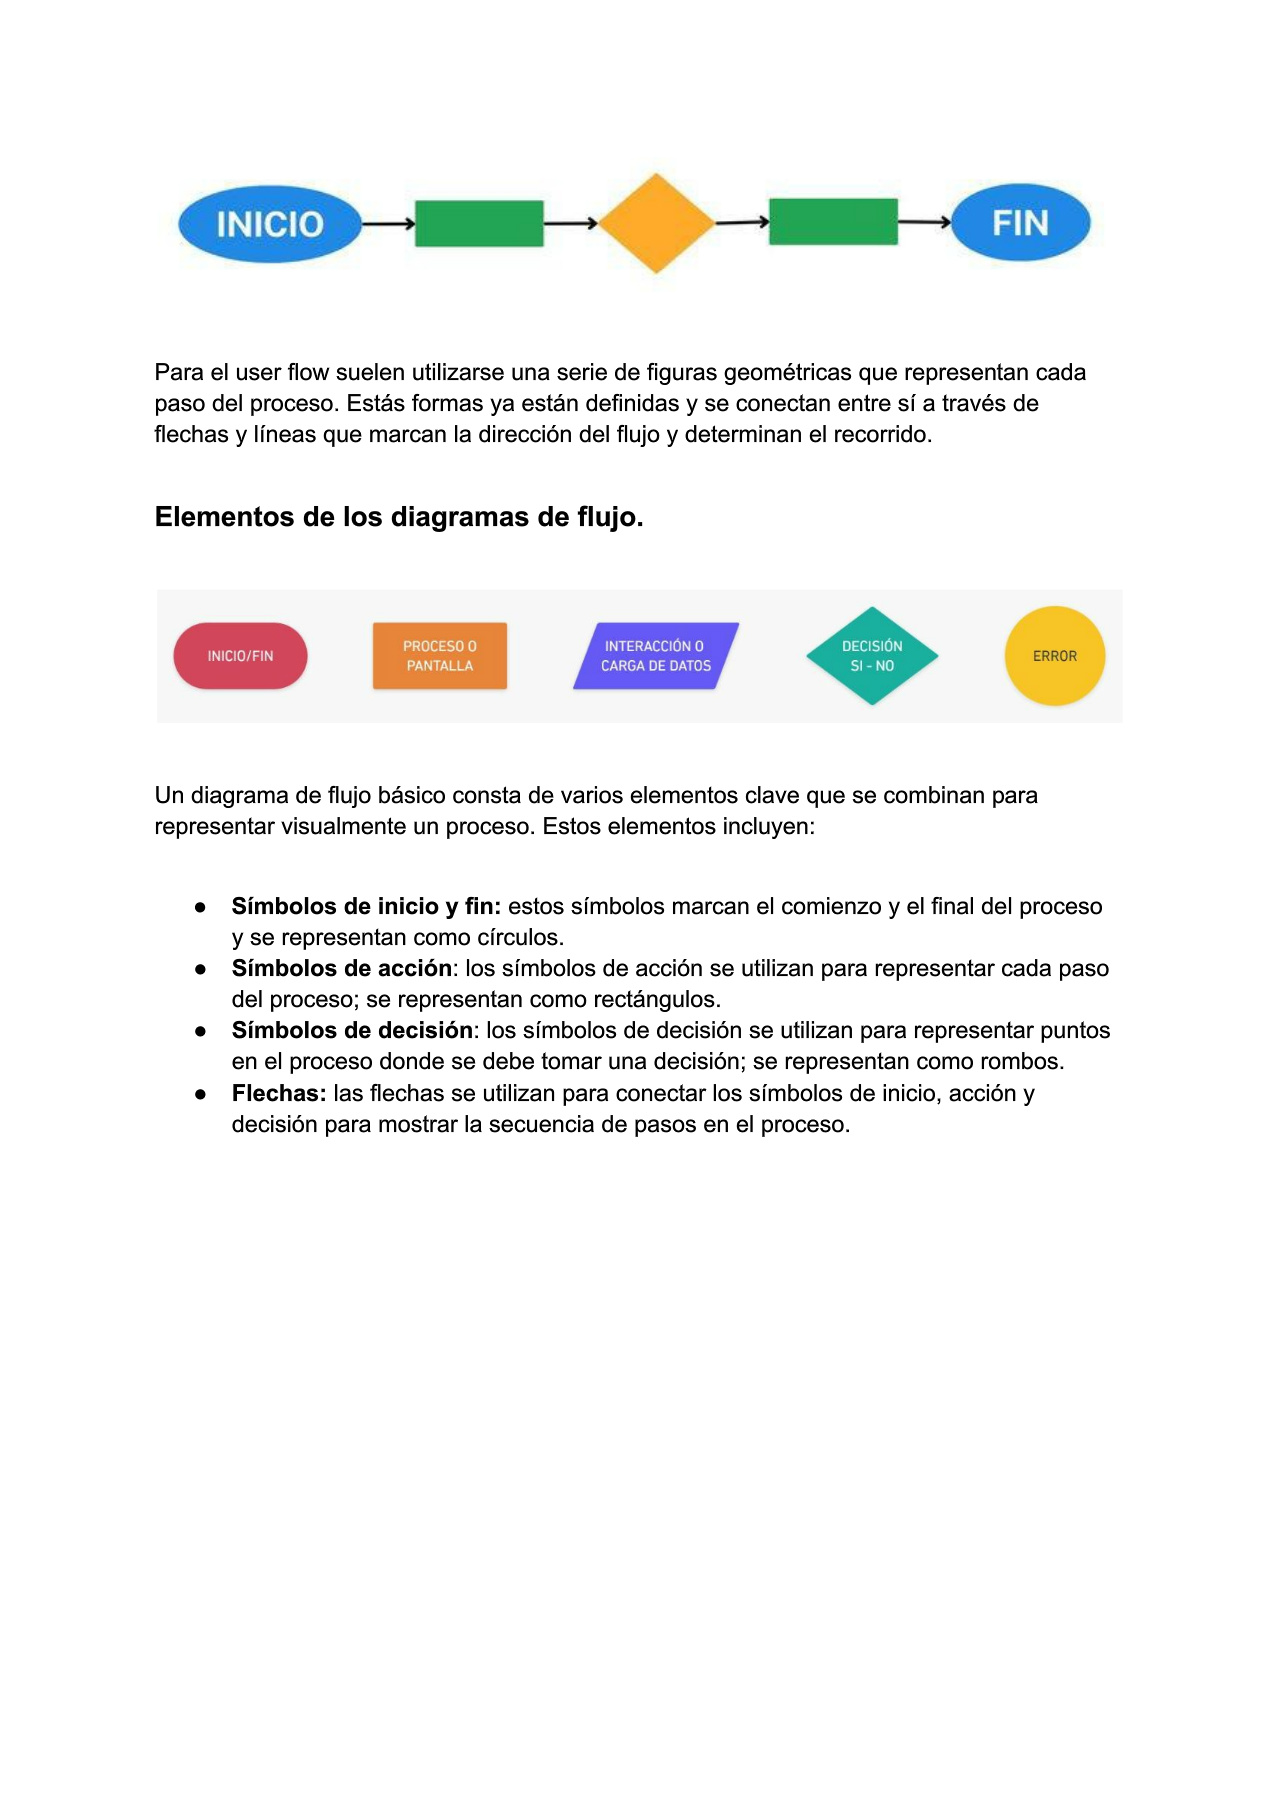 INICIO
FIN
Para el user flow suelen utilizarse una serie de figuras geométricas que representan cada
paso del proceso. Estás formas ya están definidas y se conectan entre sí a través de
flechas y líneas que marcan la dirección del flujo y determinan el recorrido.
Elementos de los diagramas de flujo.
INICIO/FIN
PROCESO O
PANTALLA
INTERACCIÓN O
CARGA DE DATOS
DECISIÓN
SI - NO
ERROR
Un diagrama de flujo básico consta de varios elementos clave que se combinan para
representar visualmente un proceso. Estos elementos incluyen:
● Símbolos de inicio y fin: estos símbolos marcan el comienzo y el final del proceso
y se representan como círculos.
● Símbolos de acción: los símbolos de acción se utilizan para representar cada paso
del proceso; se representan como rectángulos.
● Símbolos de decisión: los símbolos de decisión se utilizan para representar puntos
en el proceso donde se debe tomar una decisión; se representan como rombos.
● Flechas: las flechas se utilizan para conectar los símbolos de inicio, acción y
decisión para mostrar la secuencia de pasos en el proceso.